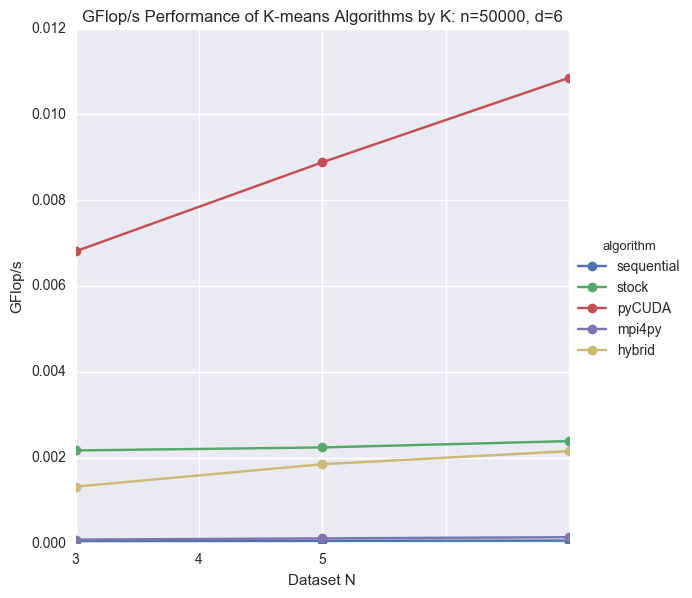 GFlop/s Performance of K-means Algorithms by K: n=50000, d=6
0.012
0.010
0.008
0.006
0.004
0.002
0.000
GFlop/s
3 4 5
Dataset N
algorithm
sequential
stock
pyCUDA
mpi4py
hybrid